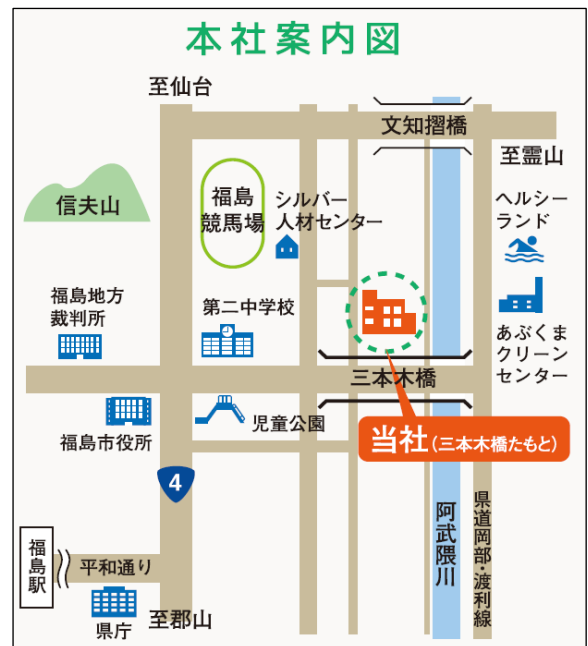 本社案内図
至仙台
文知摺橋
至霊山
信夫山
福島
競馬場
シルバー
人材センター
ヘルシー
ランド
福島地方
裁判所
第二中学校
あぶくま
クリーン
センター
三本木橋
福島市役所
児童公園
当社(三本木橋たもと)
4
阿武隈川
県道岡部・渡利線
福島駅
平和通り
県庁
至郡山